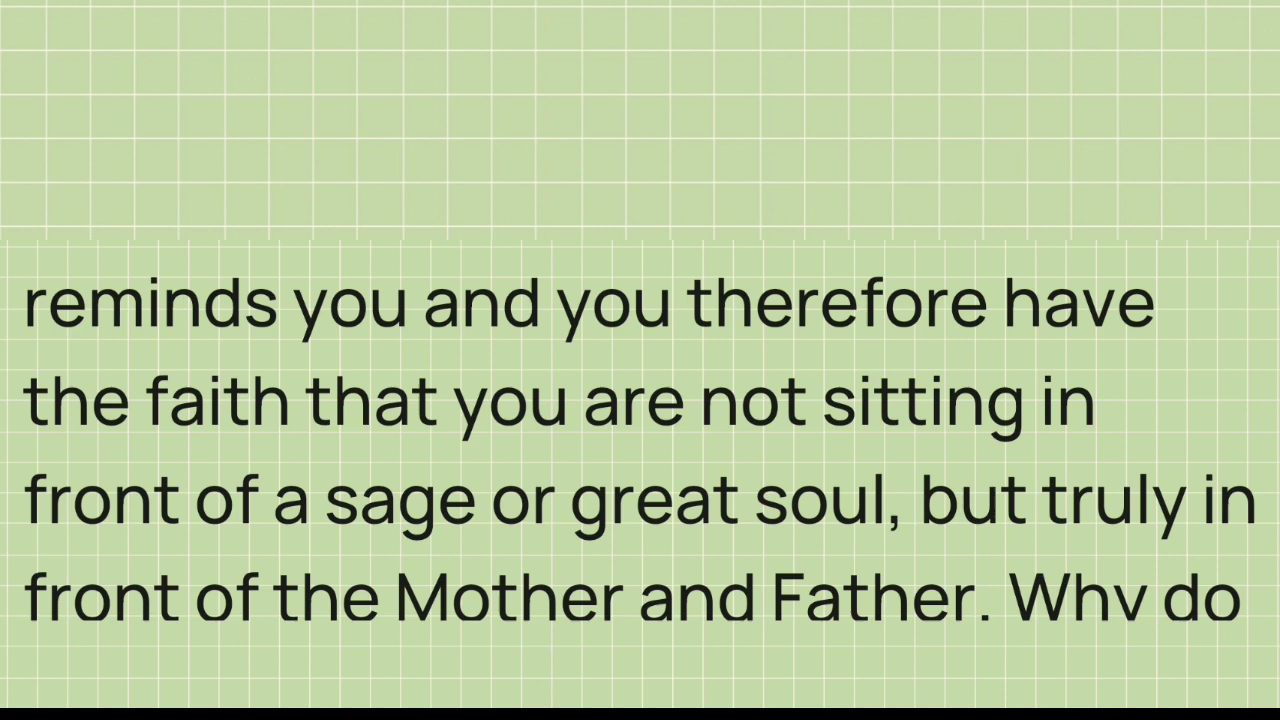 reminds you and you therefore have
the faith that you are not sitting in
front of a sage or great soul, but truly in
front of the Mother and Father. Why do